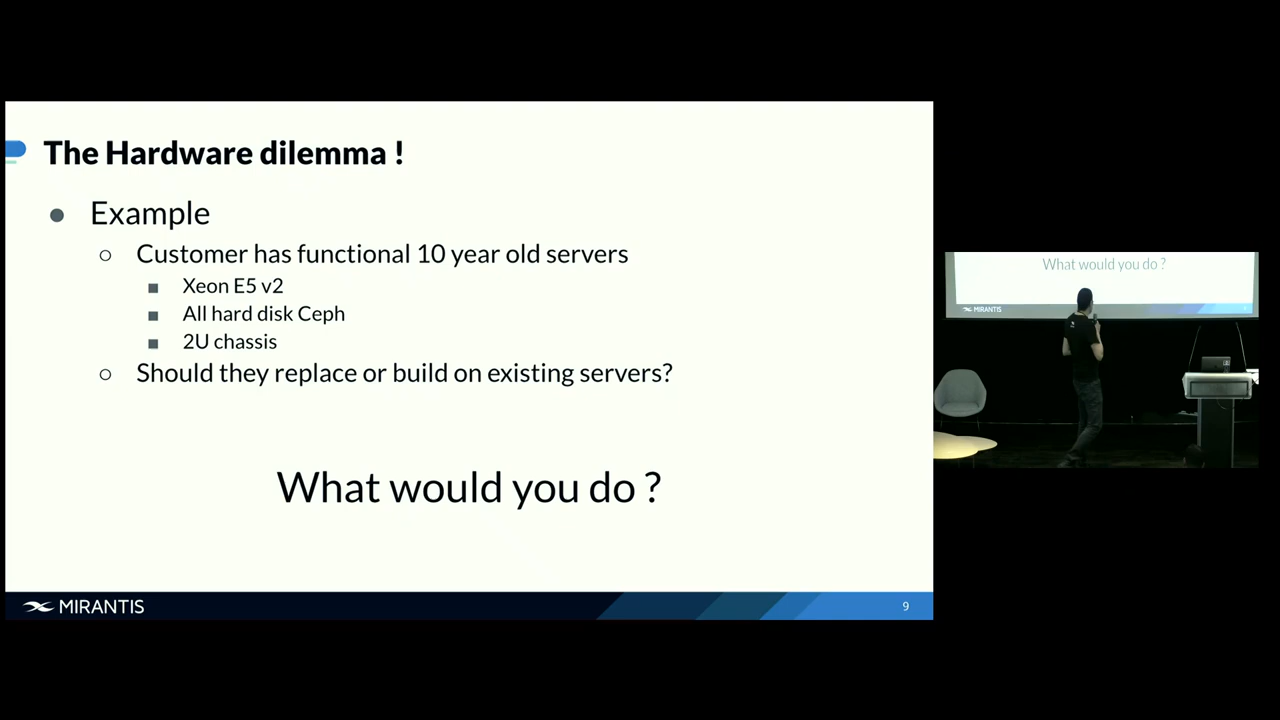 The Hardware dilemma !
● Example
○ Customer has functional 10 year old servers
■ Xeon E5 v2
■ All hard disk Ceph
■ 2U chassis
○ Should they replace or build on existing servers?
What would you do ?
MIRANTIS
9
What would you do ?
MIRANTIS